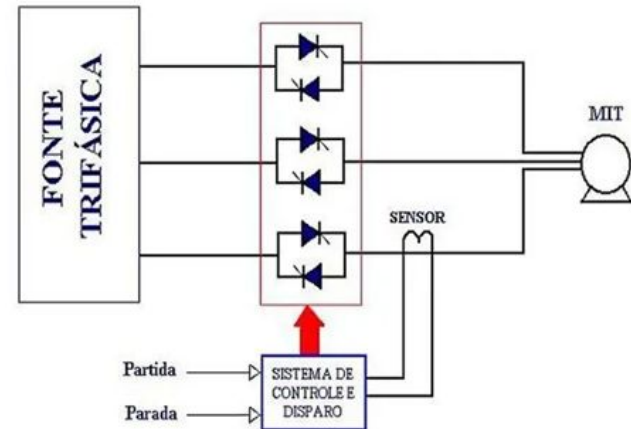 FONTE
TRIFÁSICA
MIT
SENSOR
Partida
Parada
SISTEMA DE
CONTROLE E
DISPARO